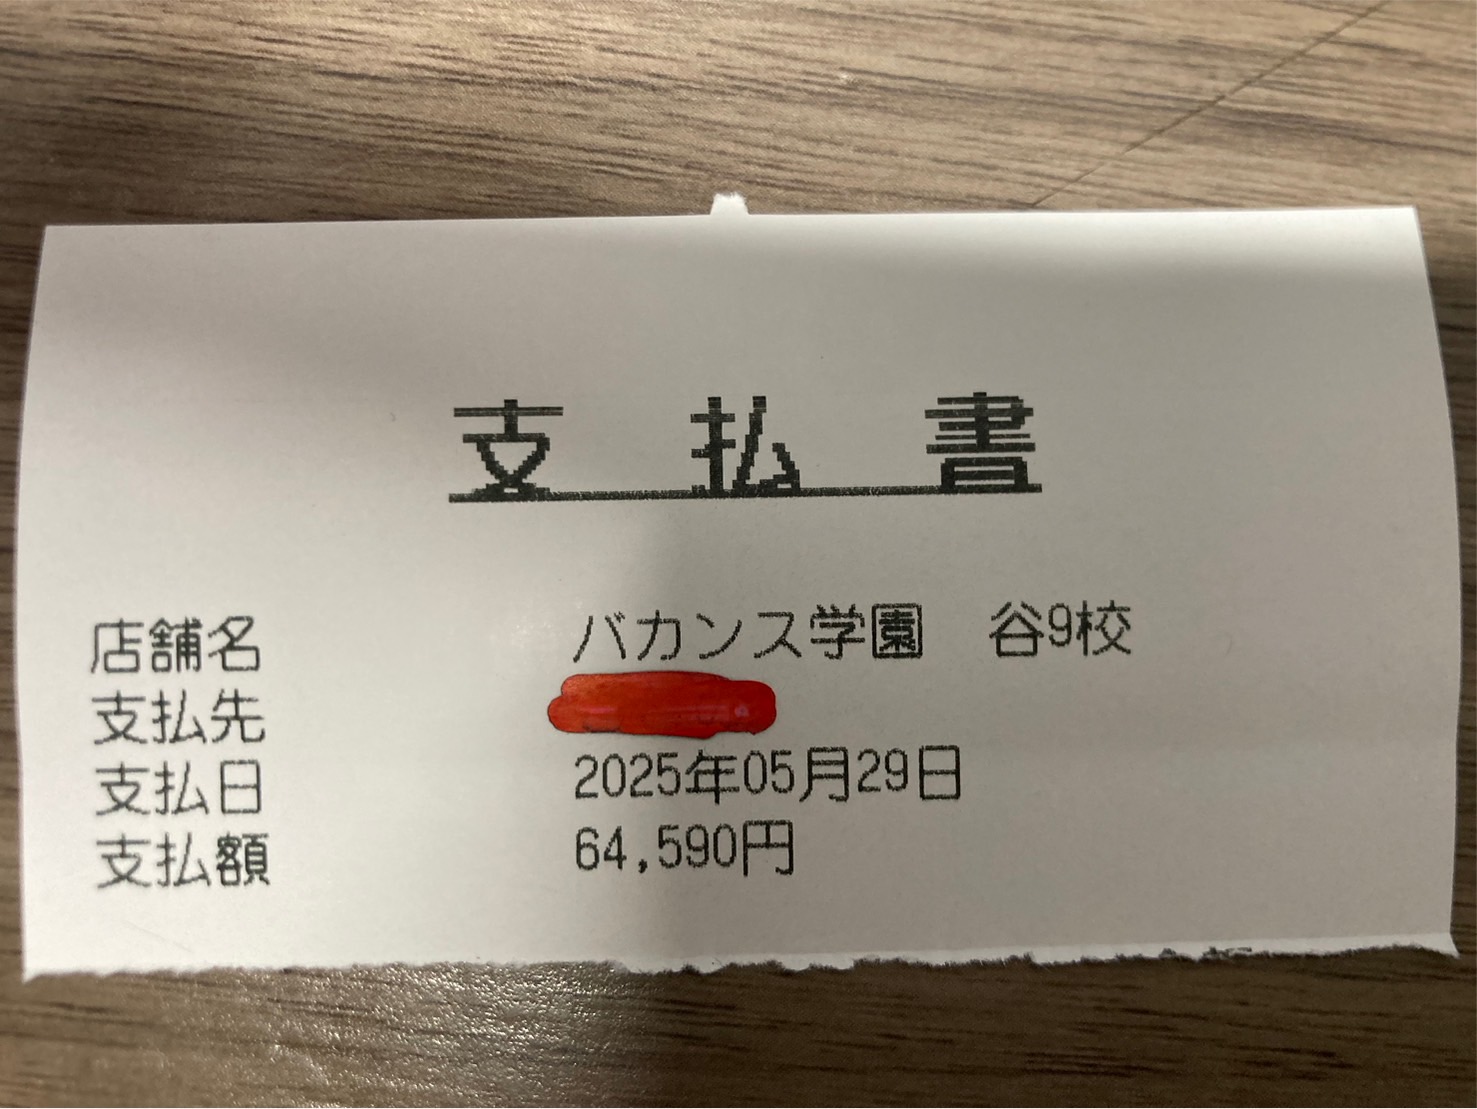 支払書
店舗名　バカンス学園　谷9校
支払先
支払日　2025年05月29日
支払額　64,590円